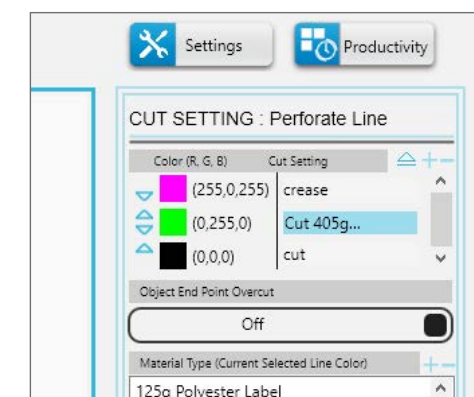 Settings
Productivity
CUT SETTING : Perforate Line
Color (R, G, B) Cut Setting
(255,0,255) crease
(0,255,0) Cut 405g...
(0,0,0) cut
Object End Point Overcut
Off
Material Type (Current Selected Line Color)
125g Polyester Label